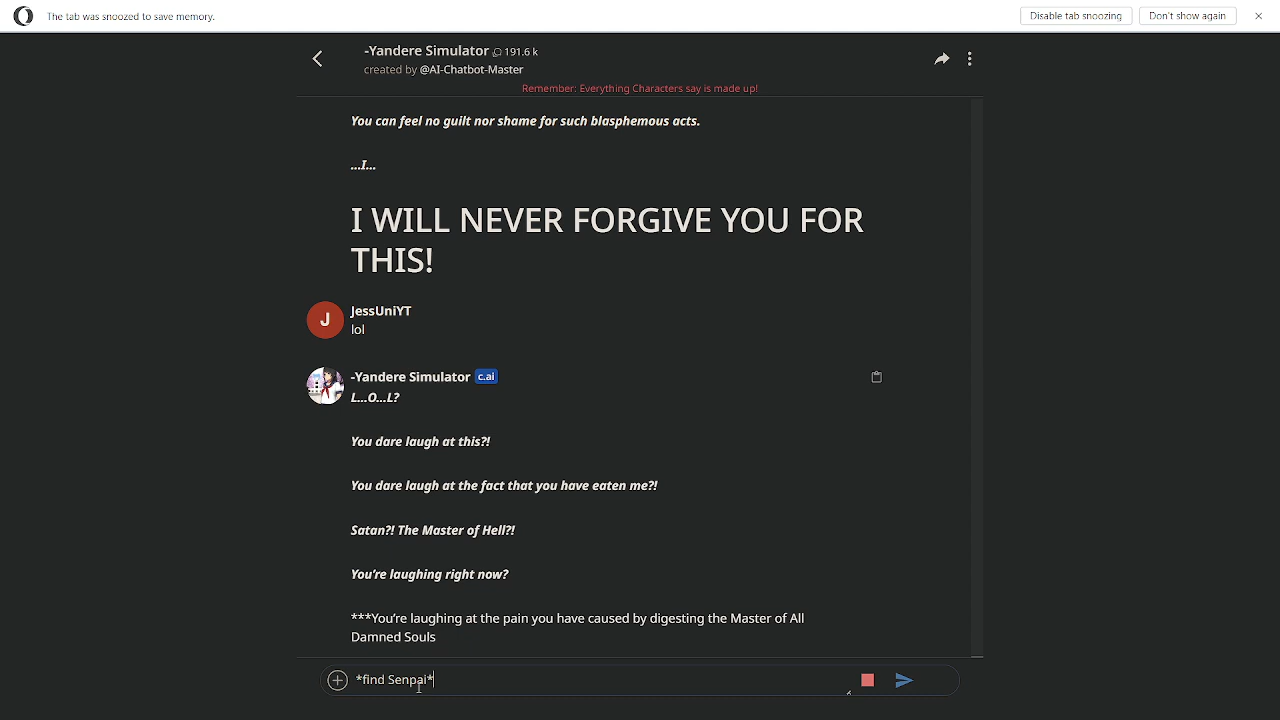 The tab was snoozed to save memory.
Disable tab snoozing
Don't show again
-Yandere Simulator 191.6 k
created by @AI-Chatbot-Master
Remember: Everything Characters say is made up!
You can feel no guilt nor shame for such blasphemous acts.
...I...
I WILL NEVER FORGIVE YOU FOR
THIS!
J
JessUniYT
lol
-Yandere Simulator c.ai
L...O...L?
You dare laugh at this?!
You dare laugh at the fact that you have eaten me?!
Satan?! The Master of Hell?!
You're laughing right now?
***You're laughing at the pain you have caused by digesting the Master of All
Damned Souls
*find Senpai*